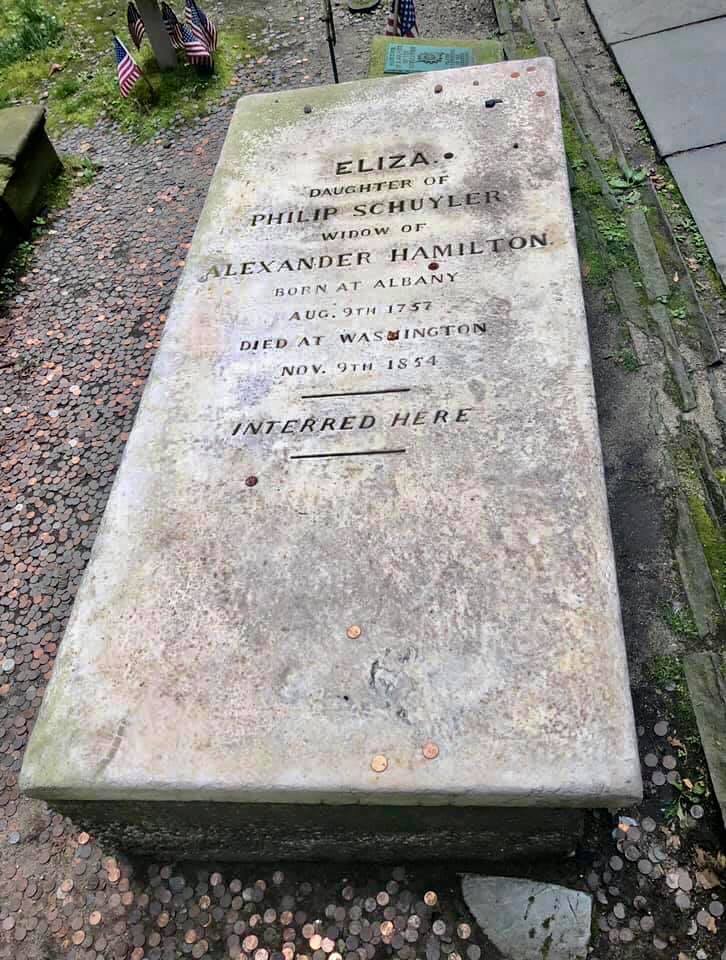 ELIZA.
DAUGHTER OF
PHILIP SCHUYLER
WIDOW OF
ALEXANDER HAMILTON.
BORN AT ALBANY
AUG. 9TH 1757
DIED AT WASHINGTON
NOV. 9TH 1854
INTERRED HERE